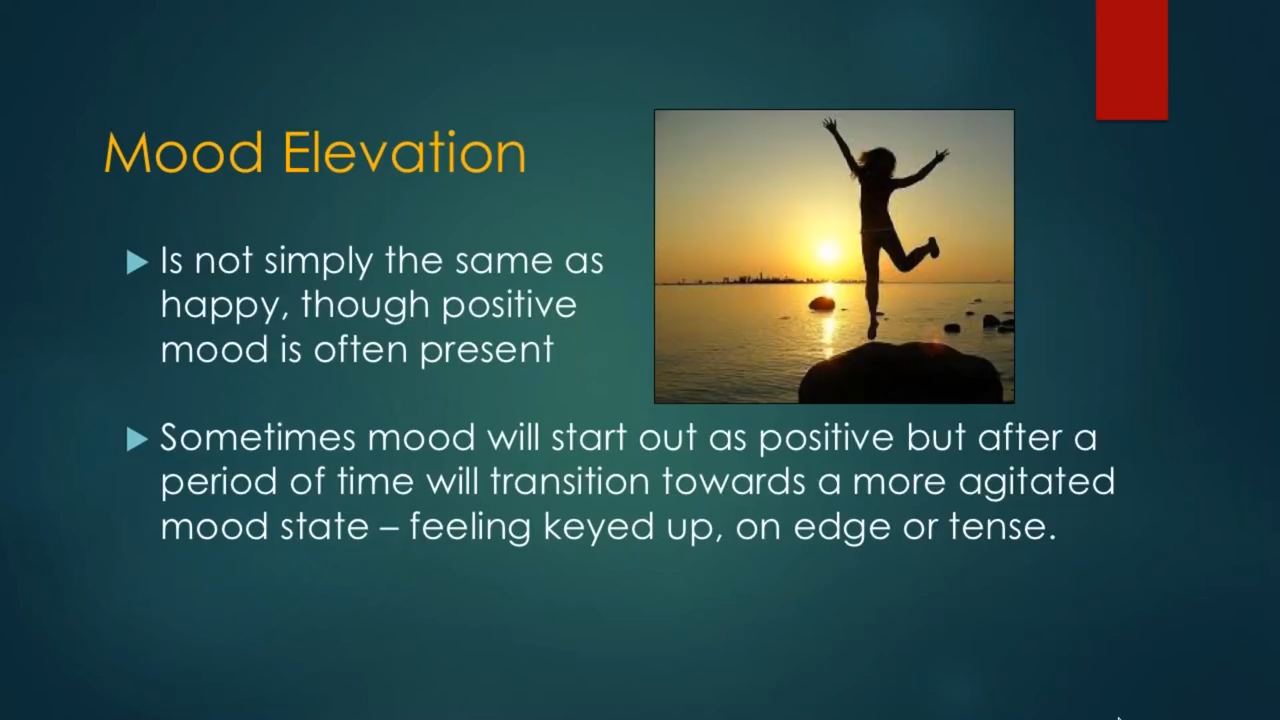 Mood Elevation
Is not simply the same as
happy, though positive
mood is often present
Sometimes mood will start out as positive but after a
period of time will transition towards a more agitated
mood state – feeling keyed up, on edge or tense.